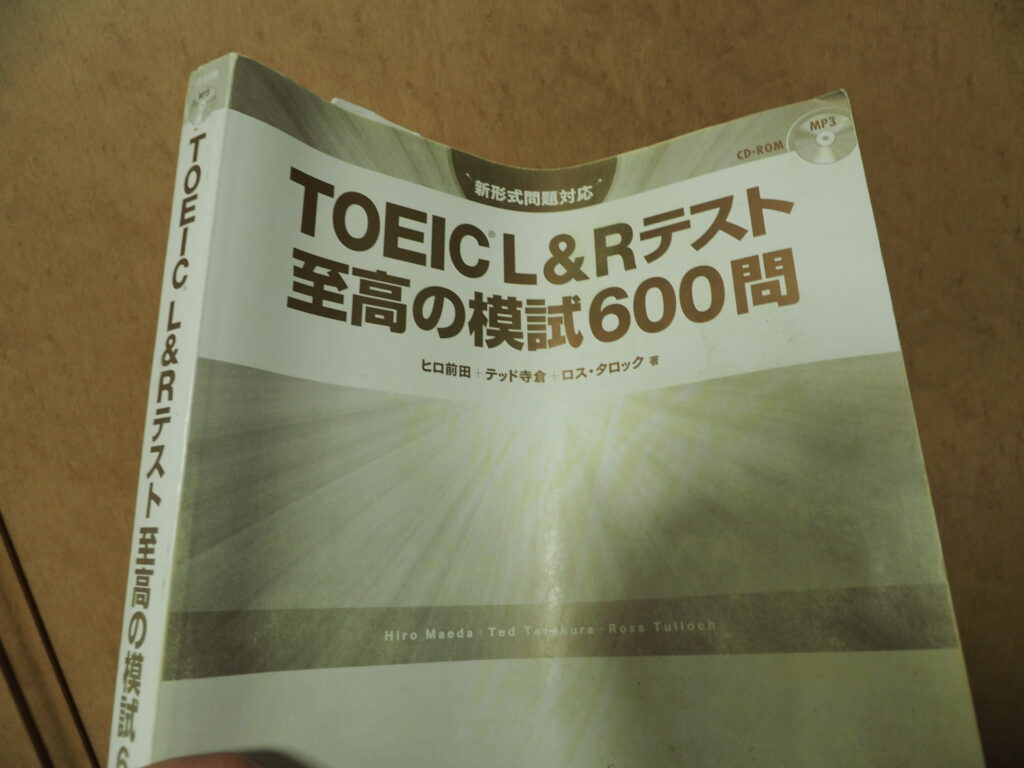 新形式問題対応
CD-ROM
MP3
TOEIC® L&Rテスト
至高の模試600問
ヒロ前田+テッド寺倉+ロス・タロック 著
Hiro Maeda + Ted Terakura + Ross Tulloch
MP3
TOEIC® L&Rテスト 至高の模試6